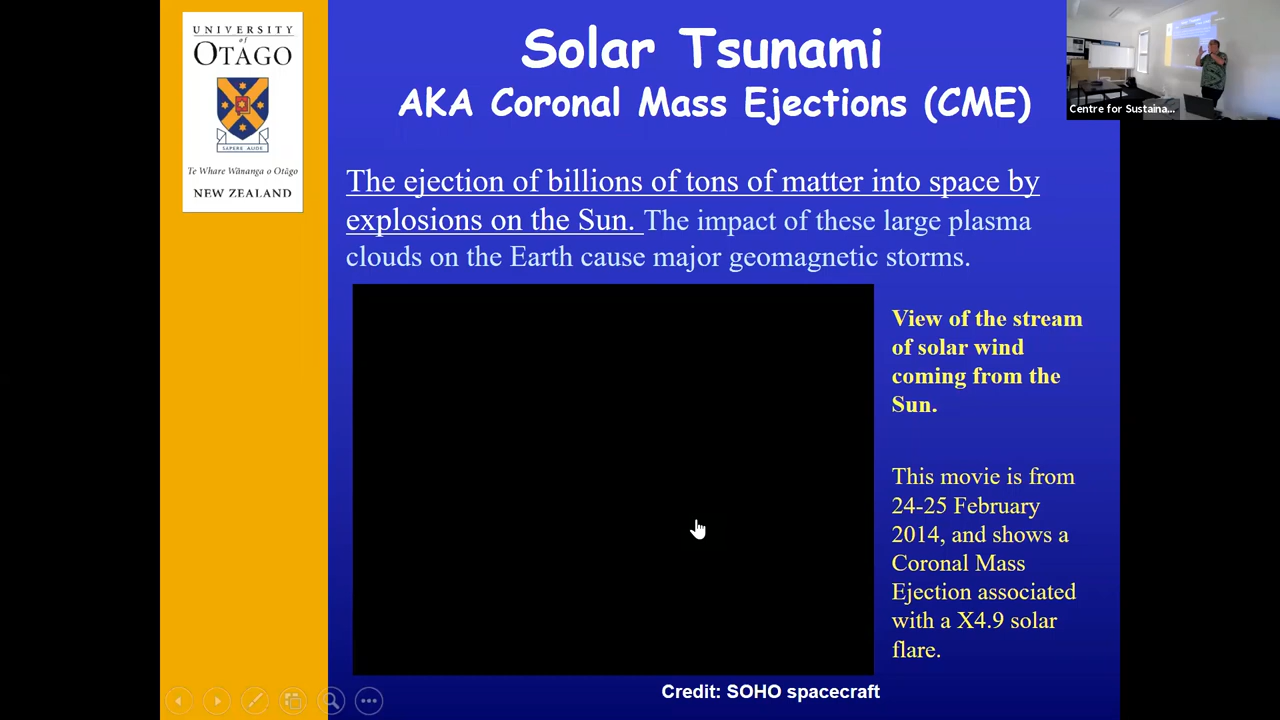 UNIVERSITY
of
OTAGO
SAPERE AUDE
Te Whare Wānanga o Otāgo
NEW ZEALAND
Solar Tsunami
AKA Coronal Mass Ejections (CME)
Centre for Sustaina...
The ejection of billions of tons of matter into space by
explosions on the Sun. The impact of these large plasma
clouds on the Earth cause major geomagnetic storms.
View of the stream
of solar wind
coming from the
Sun.
This movie is from
24-25 February
2014, and shows a
Coronal Mass
Ejection associated
with a X4.9 solar
flare.
Credit: SOHO spacecraft